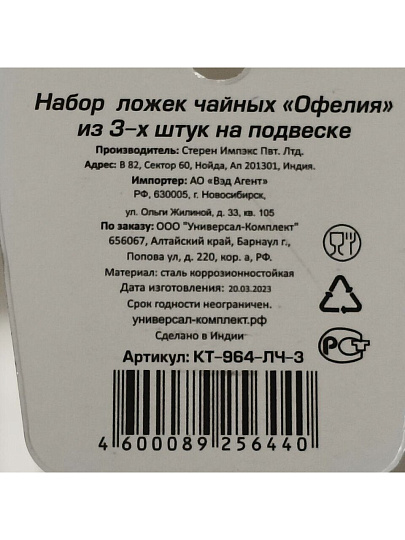 Набор ложек чайных «Офелия»
из 3-х штук на подвеске
Производитель: Стерен Импэкс Пвт. Лтд.
Адрес: В 82, Сектор 60, Нойда, Ал 201301, Индия.
Импортер: АО «Вэд Агент»
РФ, 630005, г. Новосибирск,
ул. Ольги Жилиной, д. 33, кв. 105
По заказу: ООО "Универсал-Комплект"
656067, Алтайский край, Барнаул г.,
Попова ул, д. 220, кор. а, РФ.
Материал: сталь коррозионностойкая
Дата изготовления: 20.03.2023
Срок годности неограничен.
универсал-комплект.рф
Сделано в Индии
Артикул: КТ-964-ЛЧ-3
4 600089 256440